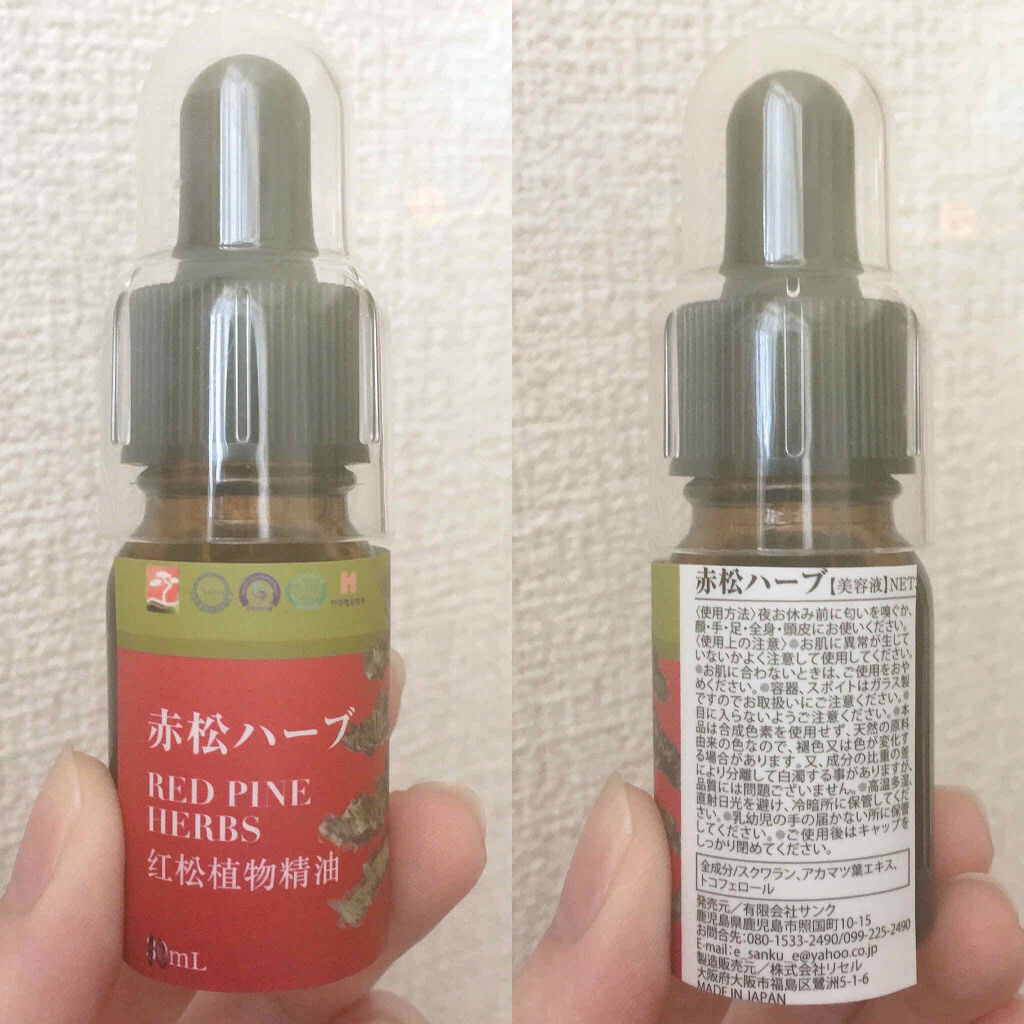 赤松ハーブ
RED PINE
HERBS
红松植物精油
mL
赤松ハーブ【美容液】NET
〈使用方法〉夜お休み前に匂いを嗅ぐか、
顔・手・足・全身・頭皮にお使いください。
〈使用上の注意〉●お肌に異常が生じて
いないかよく注意して使用してください。
●お肌に合わないときは、ご使用をおや
めください。●容器、スポイトはガラス製
ですのでお取扱いにご注意ください。●
目に入らないようご注意ください。●本
品は合成色素を使用せず、天然の原料
由来の色なので、褪色又は色が変化す
る場合があります。又、成分の比重の差
により分離して白濁する事がありますが、
品質には問題ございません。●高温多湿、
直射日光を避け、冷暗所に保管してくだ
さい。●乳幼児の手の届かない所に保管
してください。●ご使用後はキャップを
しっかり閉めてください。
全成分/スクワラン、アカマツ葉エキス、
トコフェロール
発売元／有限会社サンク
鹿児島県鹿児島市照国町10-15
お問合先:080-1533-2490/099-225-2490
E-mail:e_sanku_e@yahoo.co.jp
製造販売元／株式会社リセル
大阪府大阪市福島区鷺洲5-1-6
MADE IN JAPAN